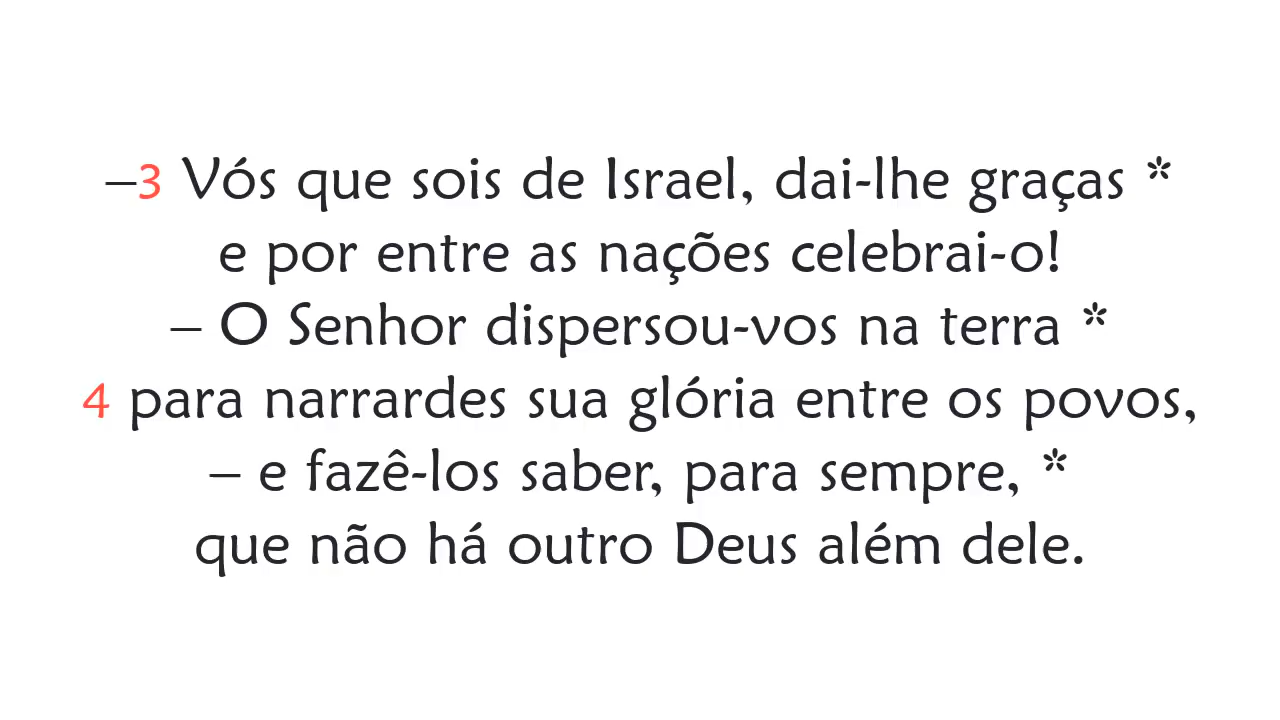 –3 Vós que sois de Israel, dai-lhe graças *
e por entre as nações celebrai-o!
– O Senhor dispersou-vos na terra *
4 para narrardes sua glória entre os povos,
– e fazê-los saber, para sempre, *
que não há outro Deus além dele.